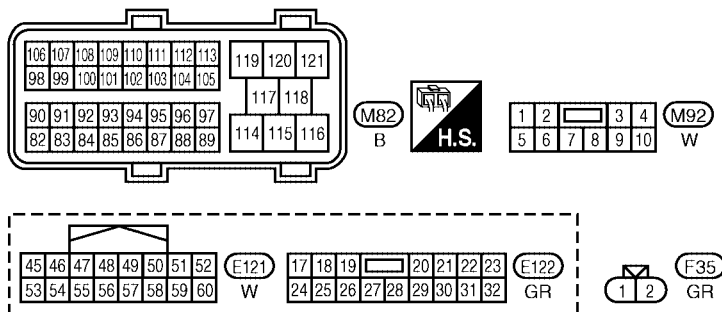 106 107 108 109 110 111 112 113 119 120 121
98 99 100 101 102 103 104 105
117 118
90 91 92 93 94 95 96 97
82 83 84 85 86 87 88 89 114 115 116
M82
B
H.S.
1 2 3 4
5 6 7 8 9 10
M92
W
45 46 47 48 49 50 51 52
53 54 55 56 57 58 59 60
E121
W
17 18 19 20 21 22 23
24 25 26 27 28 29 30 31 32
E122
GR
1 2
F35
GR